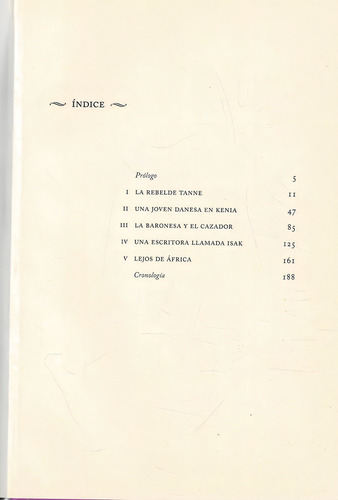 ÍNDICE
Prólogo 5
I LA REBELDE TANNE 11
II UNA JOVEN DANESA EN KENIA 47
III LA BARONESA Y EL CAZADOR 85
IV UNA ESCRITORA LLAMADA ISAK 125
V LEJOS DE ÁFRICA 161
Cronología 188